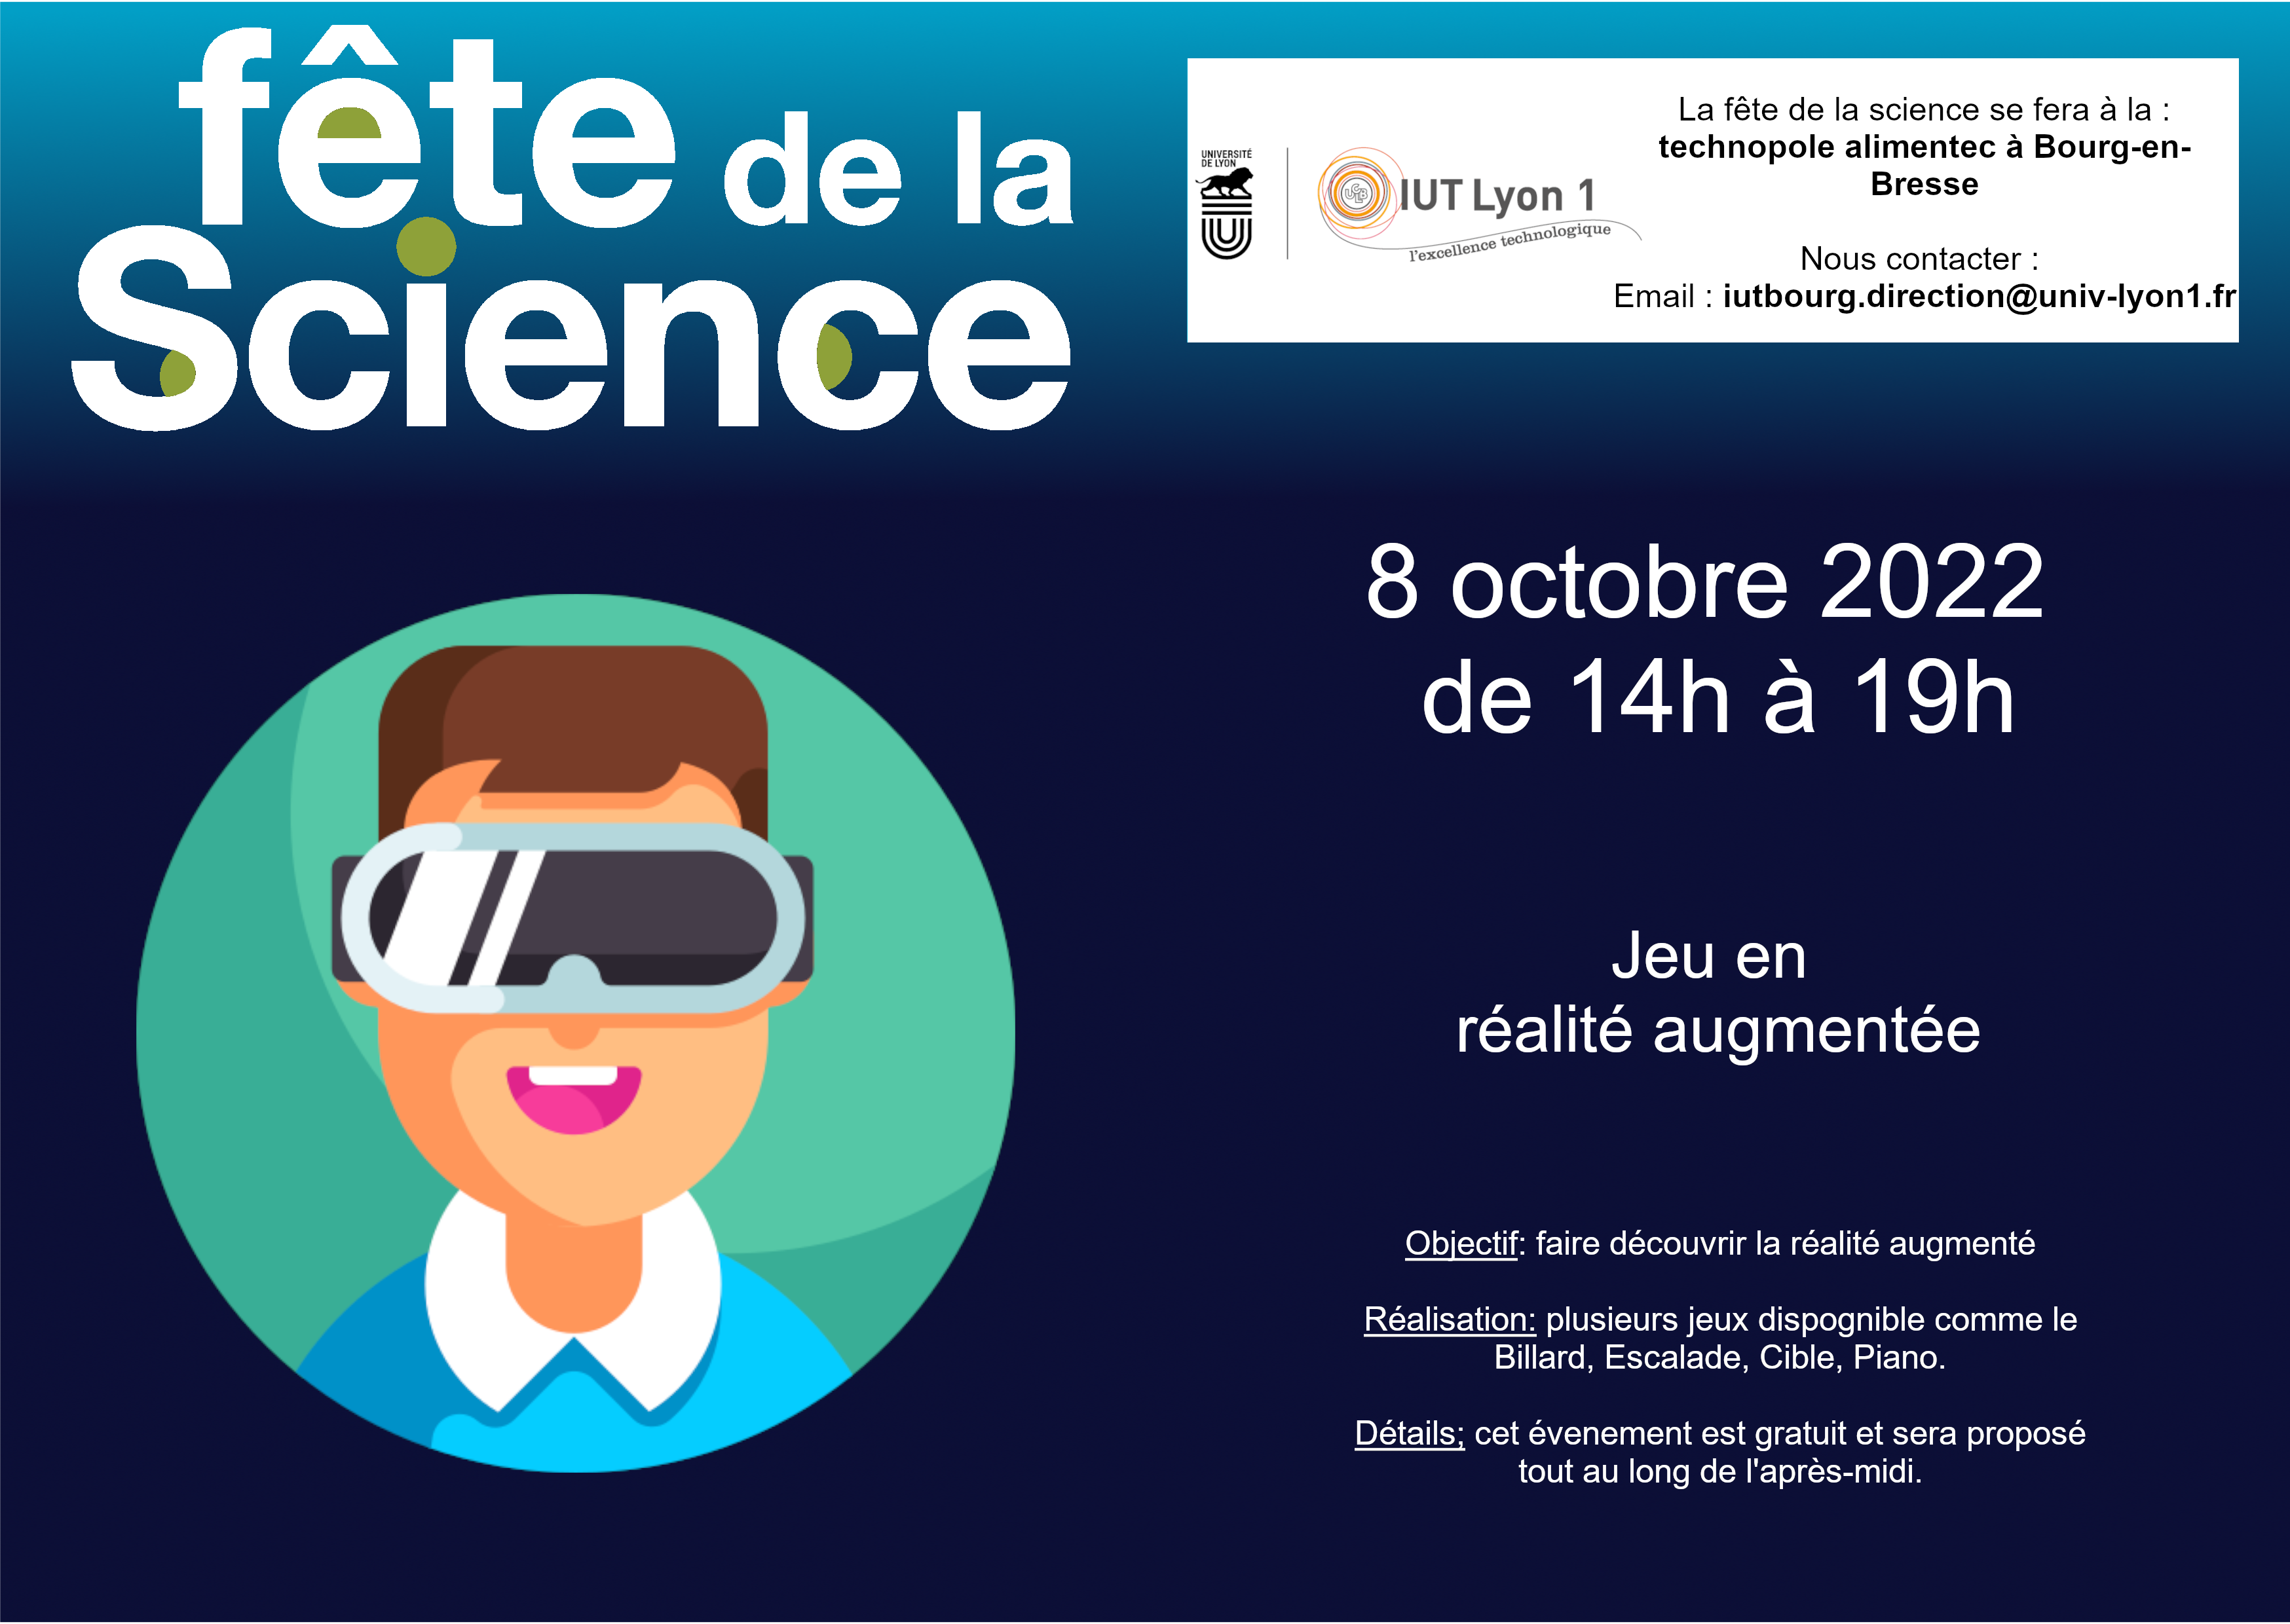 fête de la
Science
UNIVERSITÉ
DE LYON
UCBL
IUT Lyon 1
l'excellence technologique
La fête de la science se fera à la :
technopole alimentec à Bourg-en-
Bresse
Nous contacter :
Email : iutbourg.direction@univ-lyon1.fr
8 octobre 2022
de 14h à 19h
Jeu en
réalité augmentée
Objectif: faire découvrir la réalité augmenté
Réalisation: plusieurs jeux dispognible comme le
Billard, Escalade, Cible, Piano.
Détails; cet évenement est gratuit et sera proposé
tout au long de l'après-midi.